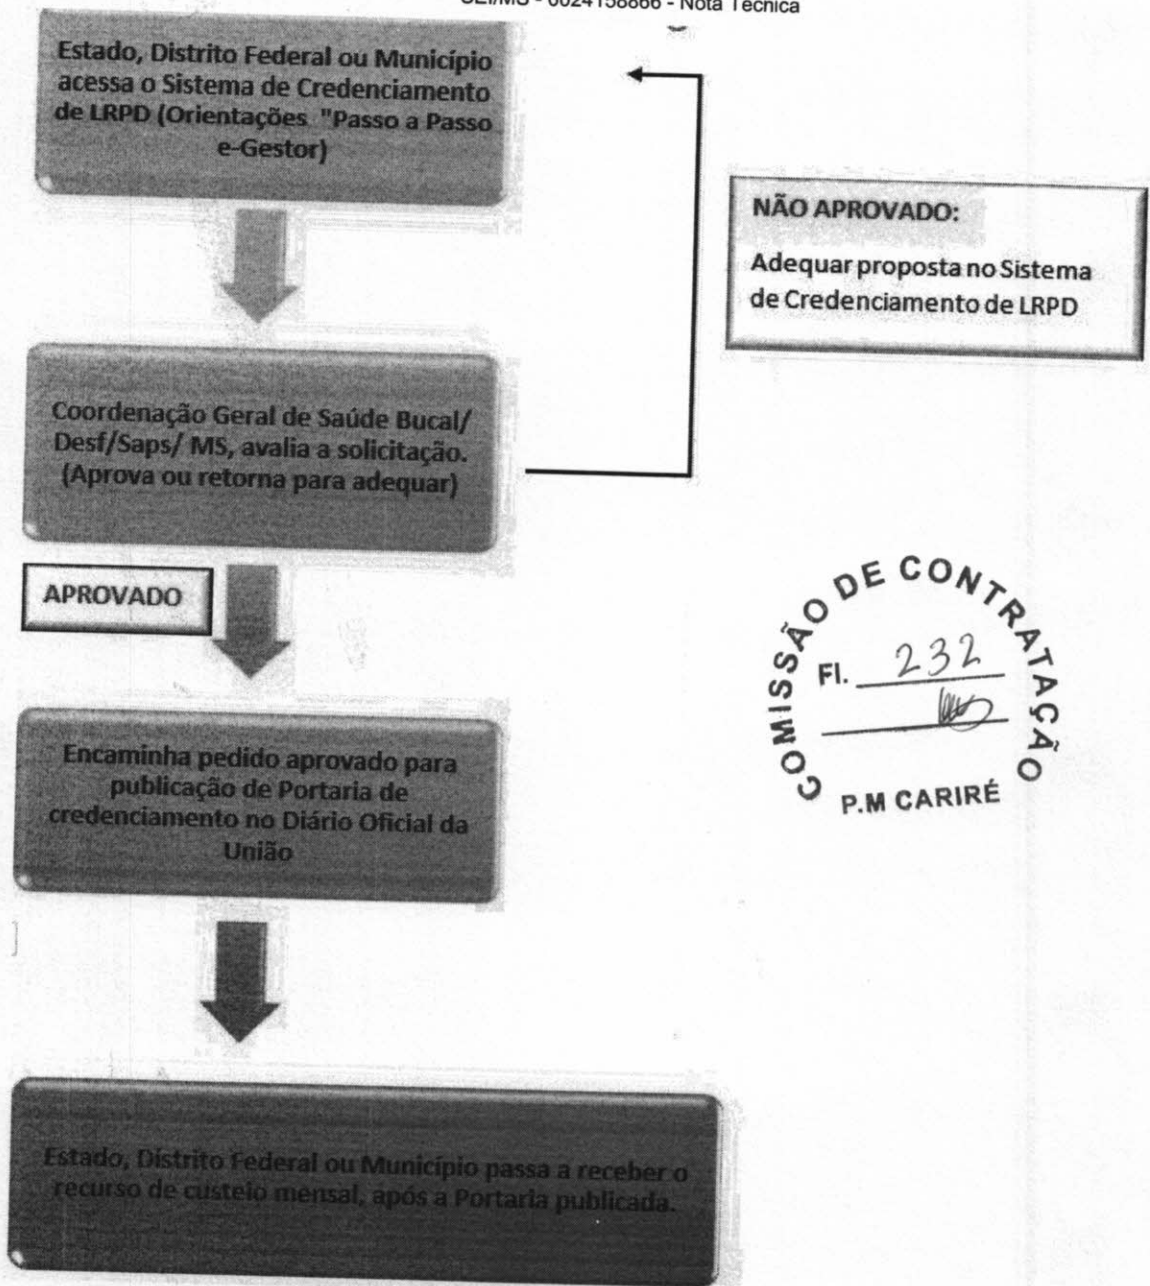 SEI/MS - 0024158866 - Nota Técnica
Estado, Distrito Federal ou Município
acessa o Sistema de Credenciamento
de LRPD (Orientações "Passo a Passo
e-Gestor)
NÃO APROVADO:
Adequar proposta no Sistema
de Credenciamento de LRPD
Coordenação Geral de Saúde Bucal/
Desf/Saps/ MS, avalia a solicitação.
(Aprova ou retorna para adequar)
APROVADO
COMISSÃO DE CONTRATAÇÃO
Fl. 232
P.M CARIRÉ
Encaminha pedido aprovado para
publicação de Portaria de
credenciamento no Diário Oficial da
União
Estado, Distrito Federal ou Município passa a receber o
recurso de custeio mensal, após a Portaria publicada.